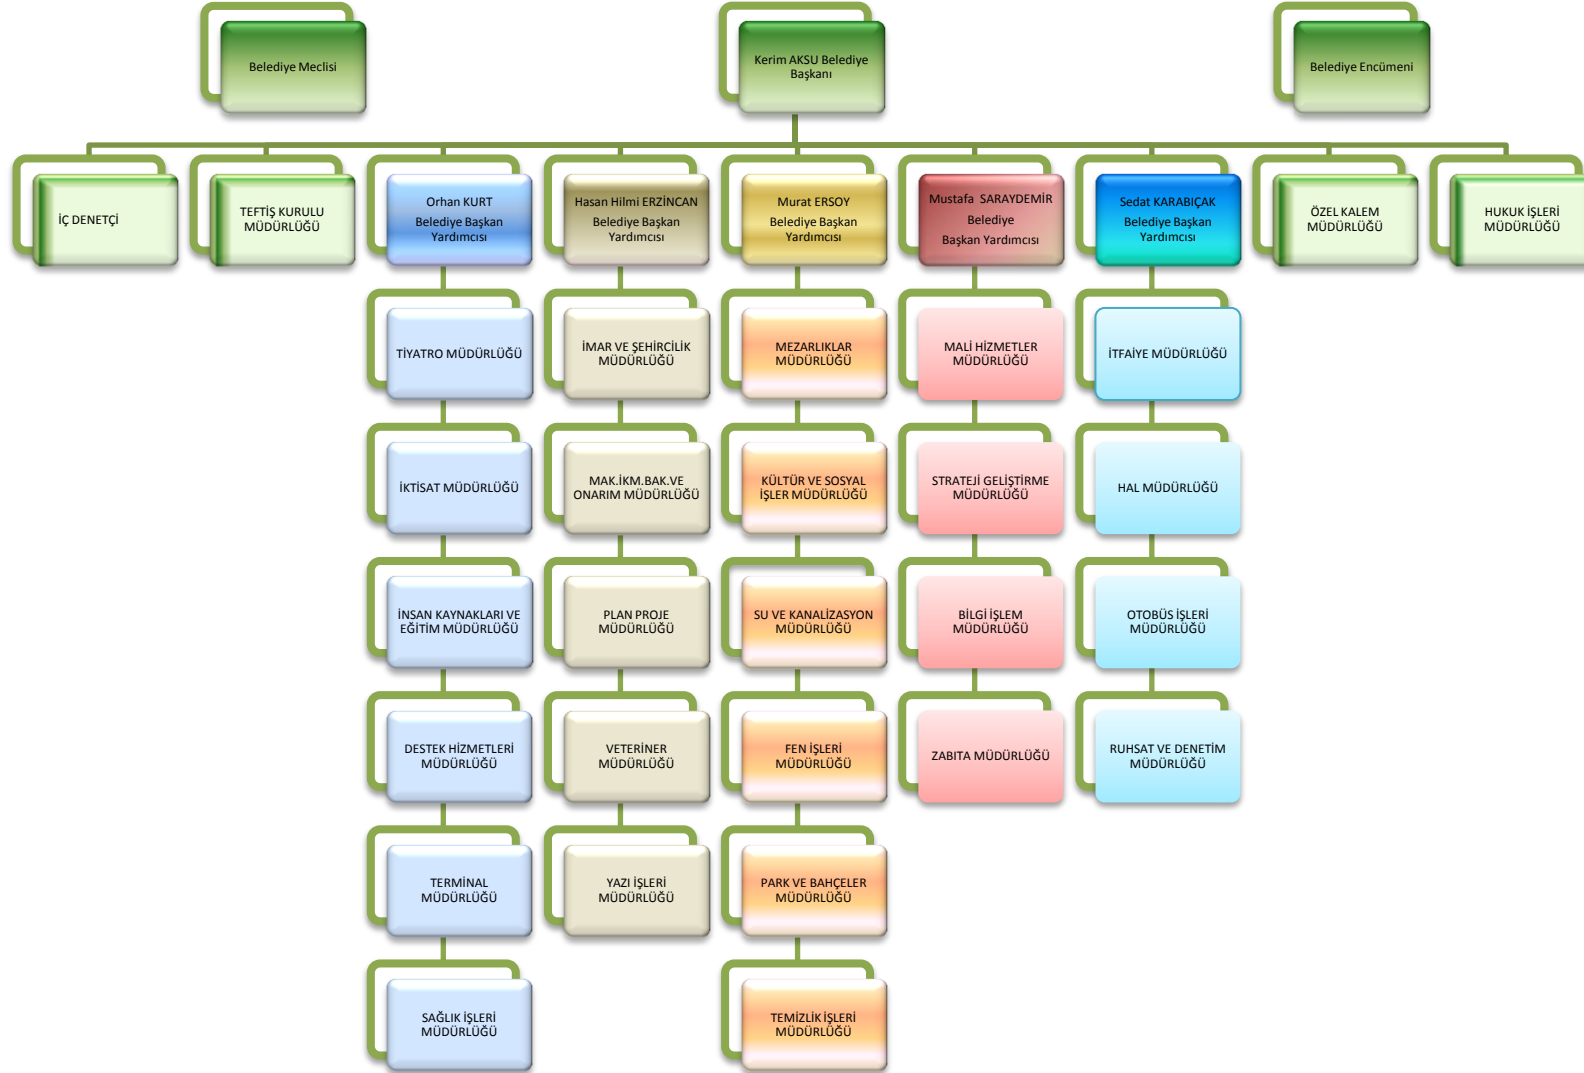 Belediye Meclisi
Kerim AKSU Belediye
Başkanı
Belediye Encümeni
İÇ DENETÇİ
TEFTİŞ KURULU
MÜDÜRLÜĞÜ
Orhan KURT
Belediye Başkan
Yardımcısı
Hasan Hilmi ERZİNCAN
Belediye Başkan
Yardımcısı
Murat ERSOY
Belediye Başkan
Yardımcısı
Mustafa SARAYDEMİR
Belediye
Başkan Yardımcısı
Sedat KARABIÇAK
Belediye Başkan
Yardımcısı
ÖZEL KALEM
MÜDÜRLÜĞÜ
HUKUK İŞLERİ
MÜDÜRLÜĞÜ
TİYATRO MÜDÜRLÜĞÜ
İMAR VE ŞEHİRCİLİK
MÜDÜRLÜĞÜ
MEZARLIKLAR
MÜDÜRLÜĞÜ
MALİ HİZMETLER
MÜDÜRLÜĞÜ
İTFAİYE MÜDÜRLÜĞÜ
İKTİSAT MÜDÜRLÜĞÜ
MAK.İKM.BAK.VE
ONARIM MÜDÜRLÜĞÜ
KÜLTÜR VE SOSYAL
İŞLER MÜDÜRLÜĞÜ
STRATEJİ GELİŞTİRME
MÜDÜRLÜĞÜ
HAL MÜDÜRLÜĞÜ
İNSAN KAYNAKLARI VE
EĞİTİM MÜDÜRLÜĞÜ
PLAN PROJE
MÜDÜRLÜĞÜ
SU VE KANALİZASYON
MÜDÜRLÜĞÜ
BİLGİ İŞLEM
MÜDÜRLÜĞÜ
OTOBÜS İŞLERİ
MÜDÜRLÜĞÜ
DESTEK HİZMETLERİ
MÜDÜRLÜĞÜ
VETERİNER
MÜDÜRLÜĞÜ
FEN İŞLERİ
MÜDÜRLÜĞÜ
ZABITA MÜDÜRLÜĞÜ
RUHSAT VE DENETİM
MÜDÜRLÜĞÜ
TERMİNAL
MÜDÜRLÜĞÜ
YAZI İŞLERİ
MÜDÜRLÜĞÜ
PARK VE BAHÇELER
MÜDÜRLÜĞÜ
SAĞLIK İŞLERİ
MÜDÜRLÜĞÜ
TEMİZLİK İŞLERİ
MÜDÜRLÜĞÜ